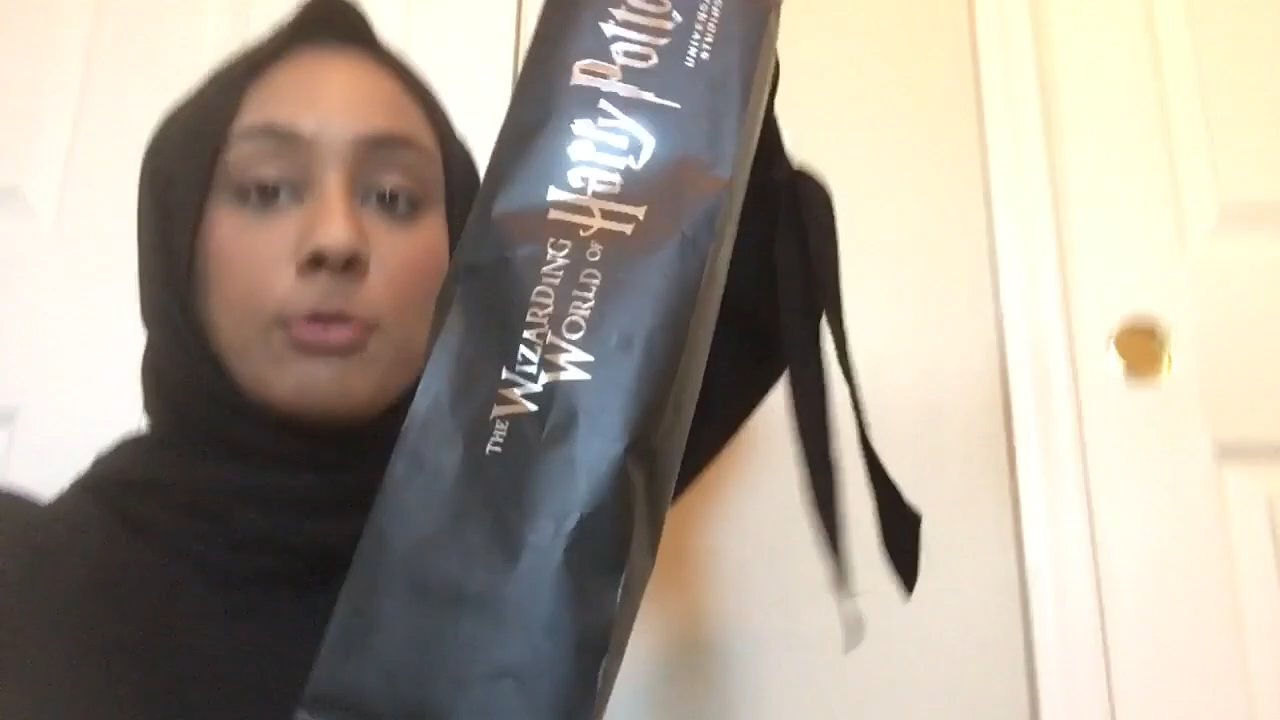 THE
WIZARDING
WORLD OF
Harry Potter
UNIVERSAL
STUDIOS